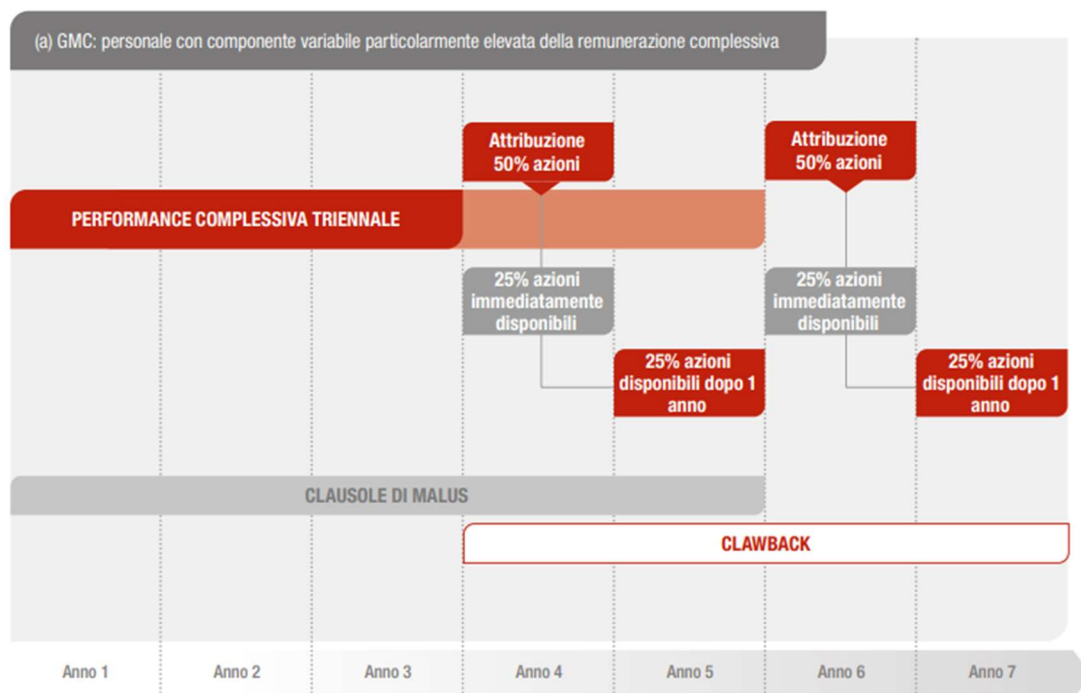 (a) GMC: personale con componente variabile particolarmente elevata della remunerazione complessiva
Attribuzione
50% azioni
Attribuzione
50% azioni
PERFORMANCE COMPLESSIVA TRIENNALE
25% azioni
immediatamente
disponibili
25% azioni
immediatamente
disponibili
25% azioni
disponibili dopo 1
anno
25% azioni
disponibili dopo 1
anno
CLAUSOLE DI MALUS
CLAWBACK
Anno 1
Anno 2
Anno 3
Anno 4
Anno 5
Anno 6
Anno 7